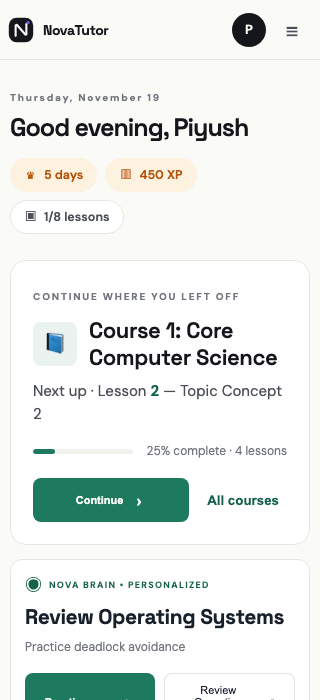 NovaTutor
P
Thursday, November 19
Good evening, Piyush
5 days
450 XP
1/8 lessons
CONTINUE WHERE YOU LEFT OFF
Course 1: Core
Computer Science
Next up · Lesson 2 — Topic Concept
2
25% complete · 4 lessons
Continue ›
All courses
NOVA BRAIN • PERSONALIZED
Review Operating Systems
Practice deadlock avoidance
Review